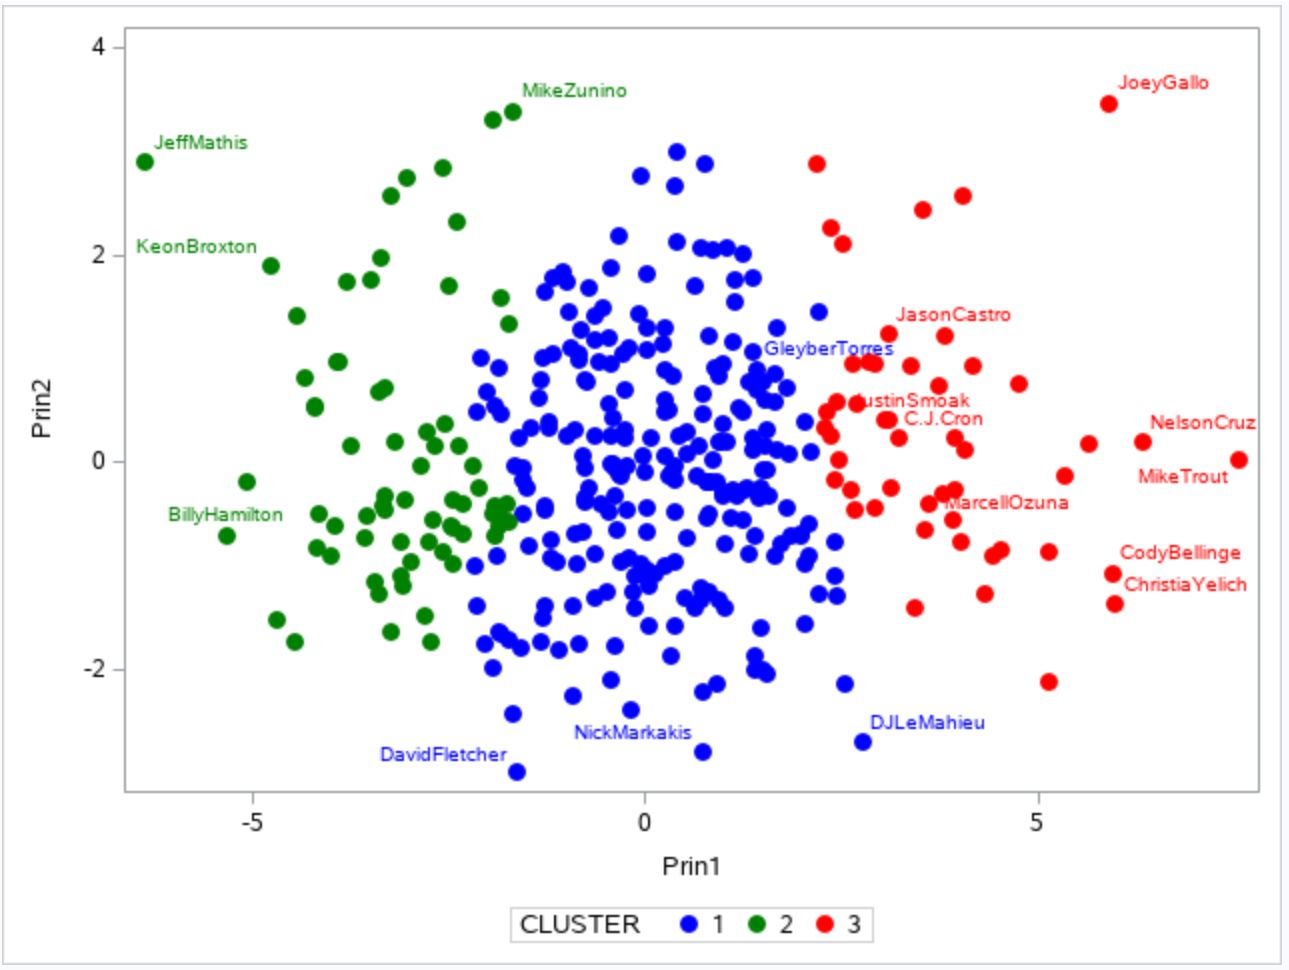 4
MikeZunino
JoeyGallo
JeffMathis
KeonBroxton
2
JasonCastro
GleyberTorres
ustinSmoak
C.J.Cron
NelsonCruz
0
MikeTrout
MarcellOzuna
BillyHamilton
CodyBellinge
ChristiaYelich
-2
DJLeMahieu
NickMarkakis
DavidFletcher
Prin2
-5 0 5
Prin1
CLUSTER 1 2 3